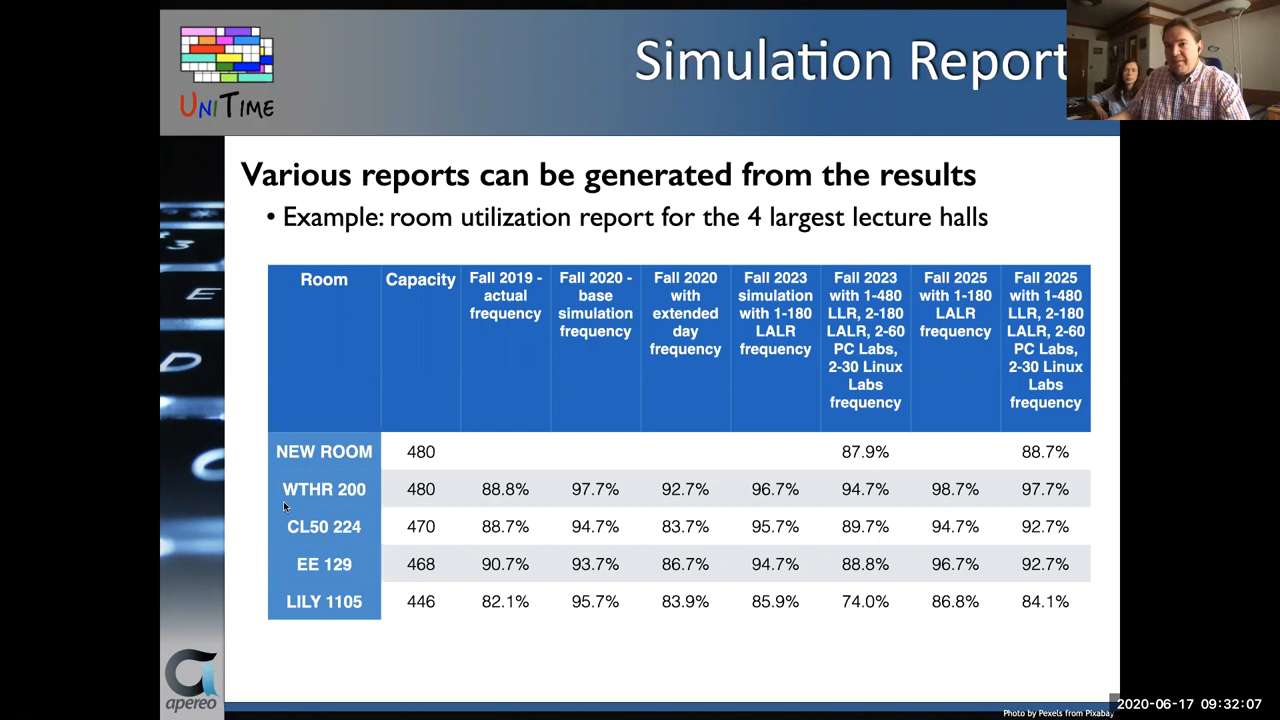 UNITIME
Simulation Report
Various reports can be generated from the results
• Example: room utilization report for the 4 largest lecture halls
Room Capacity Fall 2019 - actual frequency Fall 2020 - base simulation frequency Fall 2020 with extended day frequency Fall 2023 simulation with 1-180 LALR frequency Fall 2023 with 1-480 LLR, 2-180 LALR, 2-60 PC Labs, 2-30 Linux Labs frequency Fall 2025 with 1-180 LALR frequency Fall 2025 with 1-480 LLR, 2-180 LALR, 2-60 PC Labs, 2-30 Linux Labs frequency
NEW ROOM 480 87.9% 88.7%
WTHR 200 480 88.8% 97.7% 92.7% 96.7% 94.7% 98.7% 97.7%
CL50 224 470 88.7% 94.7% 83.7% 95.7% 89.7% 94.7% 92.7%
EE 129 468 90.7% 93.7% 86.7% 94.7% 88.8% 96.7% 92.7%
LILY 1105 446 82.1% 95.7% 83.9% 85.9% 74.0% 86.8% 84.1%
3
E
D
apereo
2020-06-17 09:32:07
Photo by Pexels from Pixabay